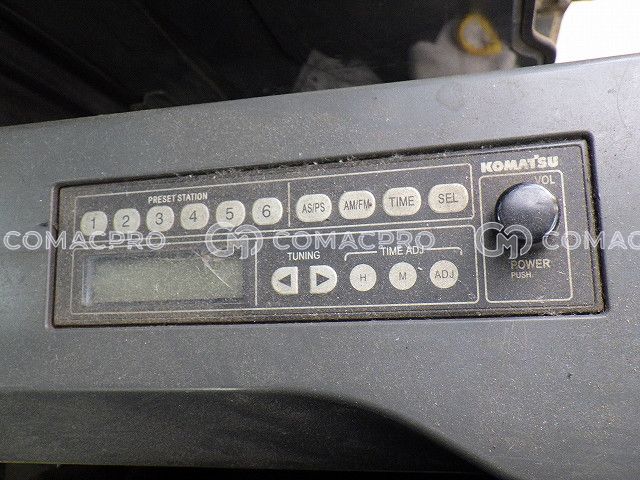 KOMATSU
PRESET STATION
1 2 3 4 5 6
AS/PS AM/FM TIME SEL
VOL
COMACPRO COMACPRO COMACPRO
TUNING
TIME ADJ
H M ADJ
POWER
PUSH